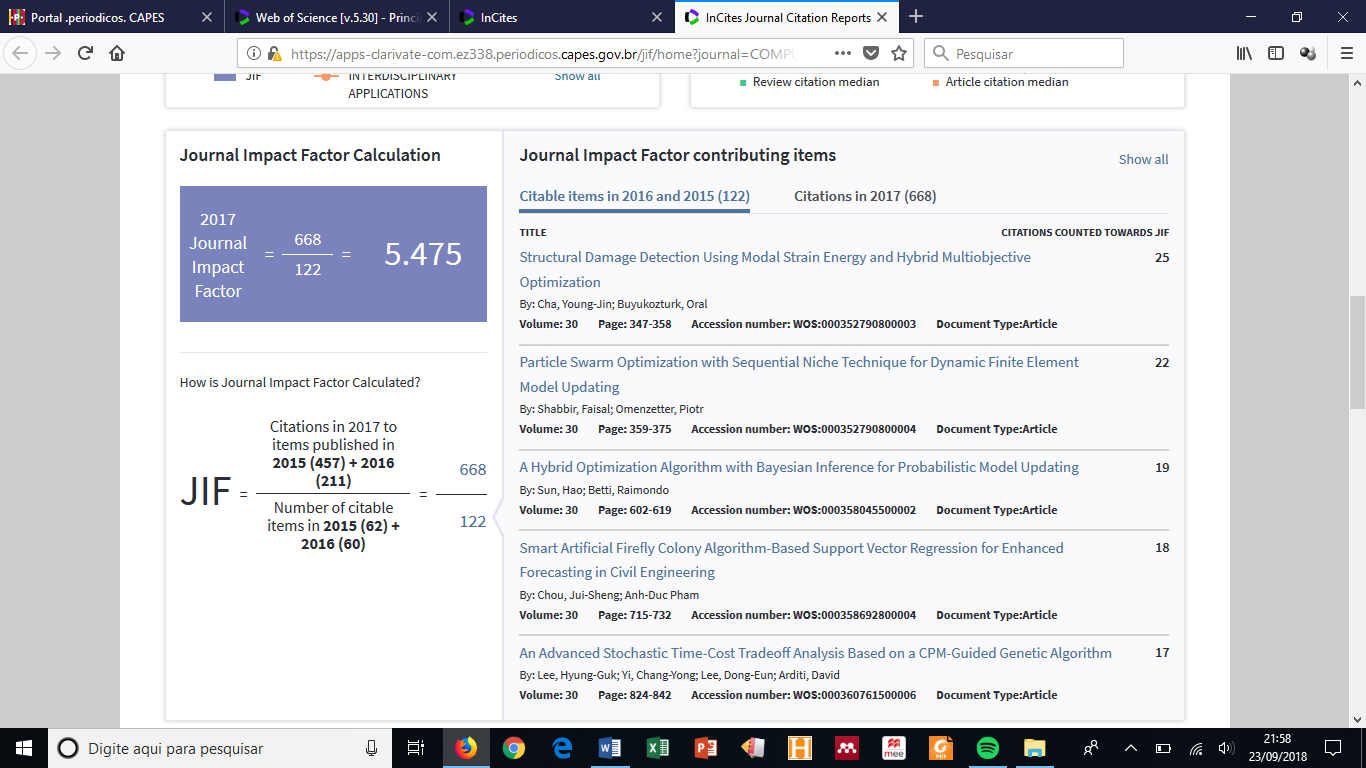 Portal .periodicos. CAPES
Web of Science [v.5.30] - Princi
InCites
InCites Journal Citation Reports
https://apps-clarivate-com.ez338.periodicos.capes.gov.br/jif/home?journal=COMPU
Pesquisar
JIF
INTERDISCIPLINARY
APPLICATIONS
Show all
Review citation median
Article citation median
Journal Impact Factor Calculation
2017
Journal
Impact
Factor
= 668
122
= 5.475
How is Journal Impact Factor Calculated?
JIF =
Citations in 2017 to
items published in
2015 (457) + 2016
(211)
Number of citable
items in 2015 (62) +
2016 (60)
= 668
122
Journal Impact Factor contributing items
Show all
Citable items in 2016 and 2015 (122)
Citations in 2017 (668)
TITLE
CITATIONS COUNTED TOWARDS JIF
Structural Damage Detection Using Modal Strain Energy and Hybrid Multiobjective
Optimization
25
By: Cha, Young-Jin; Buyukozturk, Oral
Volume: 30 Page: 347-358 Accession number: WOS:000352790800003 Document Type:Article
Particle Swarm Optimization with Sequential Niche Technique for Dynamic Finite Element
Model Updating
22
By: Shabbir, Faisal; Omenzetter, Piotr
Volume: 30 Page: 359-375 Accession number: WOS:000352790800004 Document Type:Article
A Hybrid Optimization Algorithm with Bayesian Inference for Probabilistic Model Updating
19
By: Sun, Hao; Betti, Raimondo
Volume: 30 Page: 602-619 Accession number: WOS:000358045500002 Document Type:Article
Smart Artificial Firefly Colony Algorithm-Based Support Vector Regression for Enhanced
Forecasting in Civil Engineering
18
By: Chou, Jui-Sheng; Anh-Duc Pham
Volume: 30 Page: 715-732 Accession number: WOS:000358692800004 Document Type:Article
An Advanced Stochastic Time-Cost Tradeoff Analysis Based on a CPM-Guided Genetic Algorithm
17
By: Lee, Hyung-Guk; Yi, Chang-Yong; Lee, Dong-Eun; Arditi, David
Volume: 30 Page: 824-842 Accession number: WOS:000360761500006 Document Type:Article
Digite aqui para pesquisar
21:58
23/09/2018